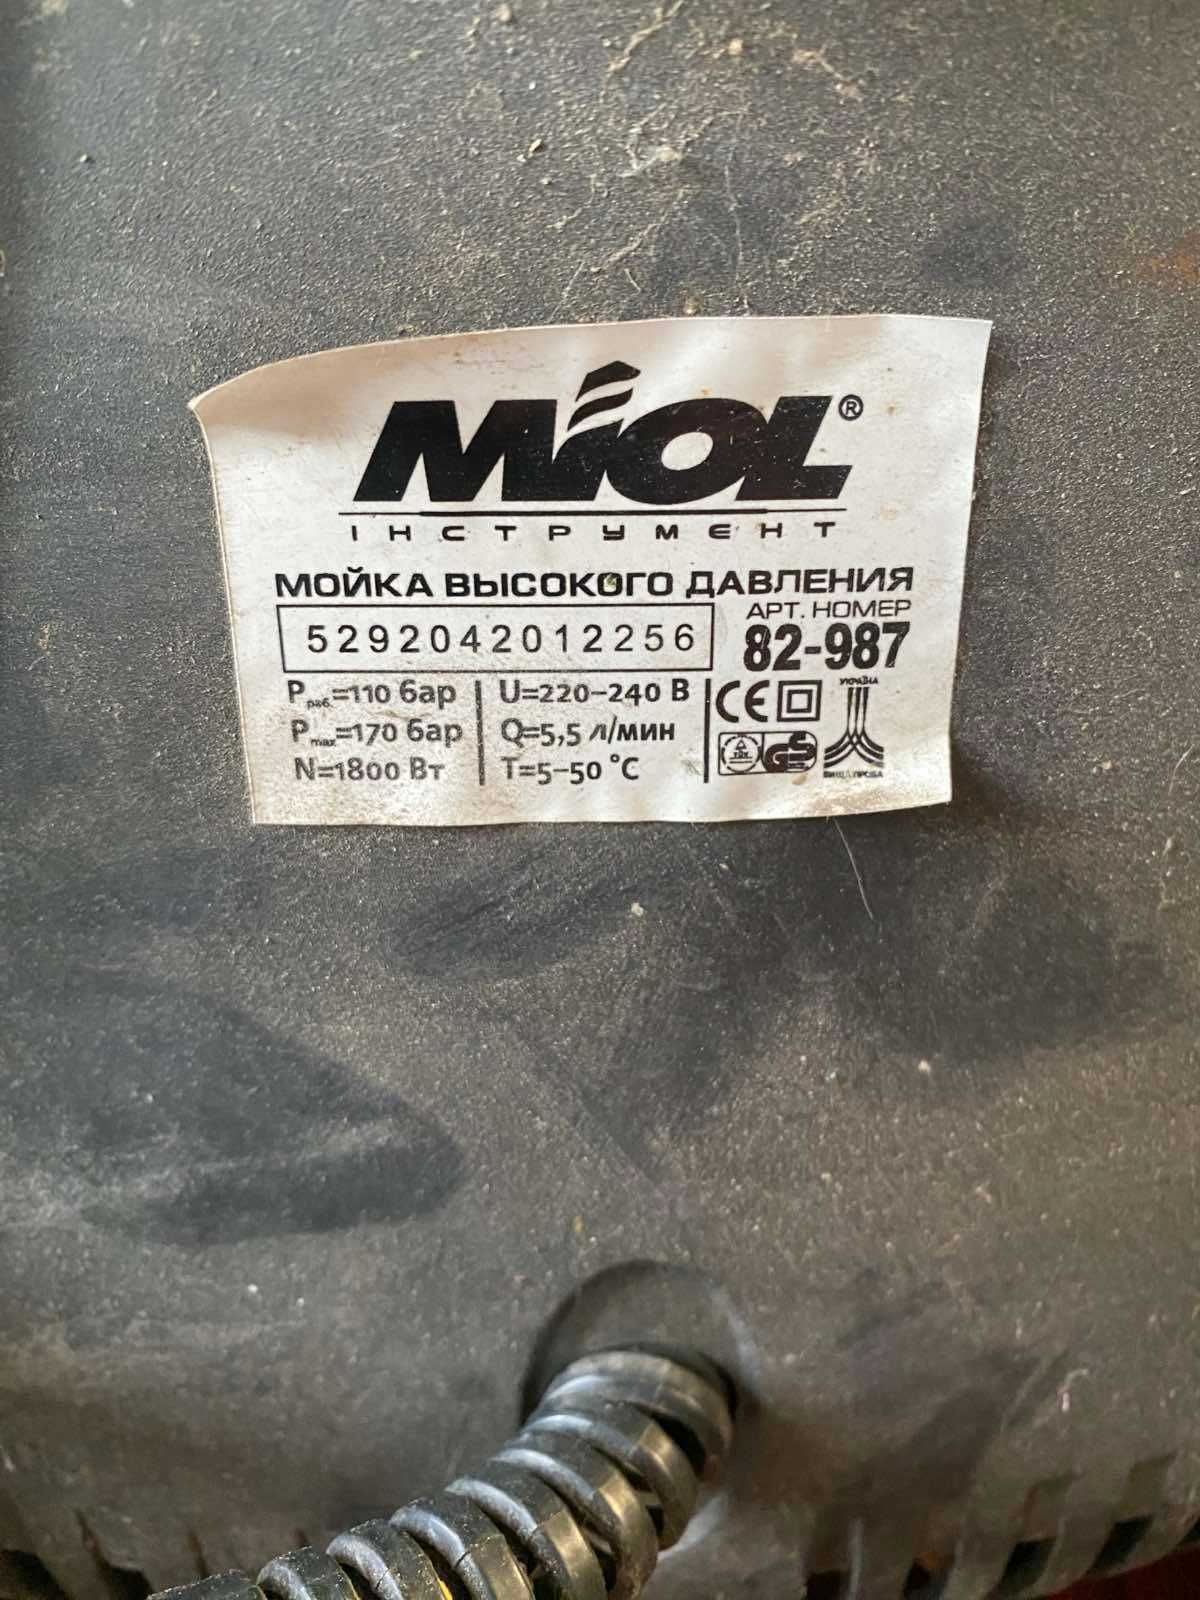 MiOL®
ІНСТРУМЕНТ
МОЙКА ВЫСОКОГО ДАВЛЕНИЯ
АРТ. НОМЕР
5292042012256
82-987
Pраб.=110 бар
U=220–240 В
Pmax=170 бар
Q=5,5 л/мин
N=1800 Вт
T=5–50 °C
CE
УКРАЇНА
GS
ВИЩА ПРОБА